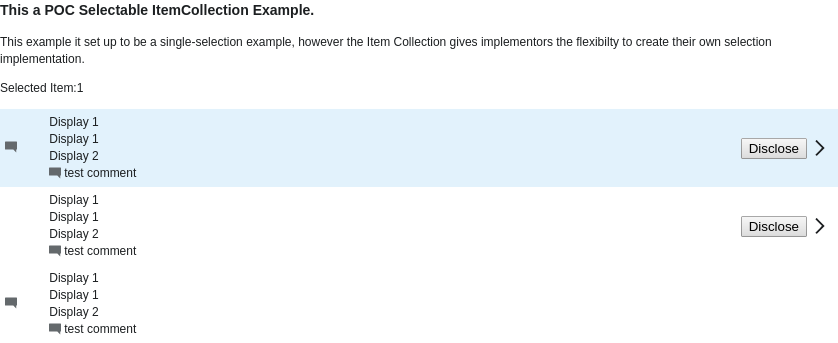 This a POC Selectable ItemCollection Example.
This example it set up to be a single-selection example, however the Item Collection gives implementors the flexibilty to create their own selection
implementation.
Selected Item:1
Display 1
Display 1
Display 2
test comment
Disclose
Display 1
Display 1
Display 2
test comment
Disclose
Display 1
Display 1
Display 2
test comment